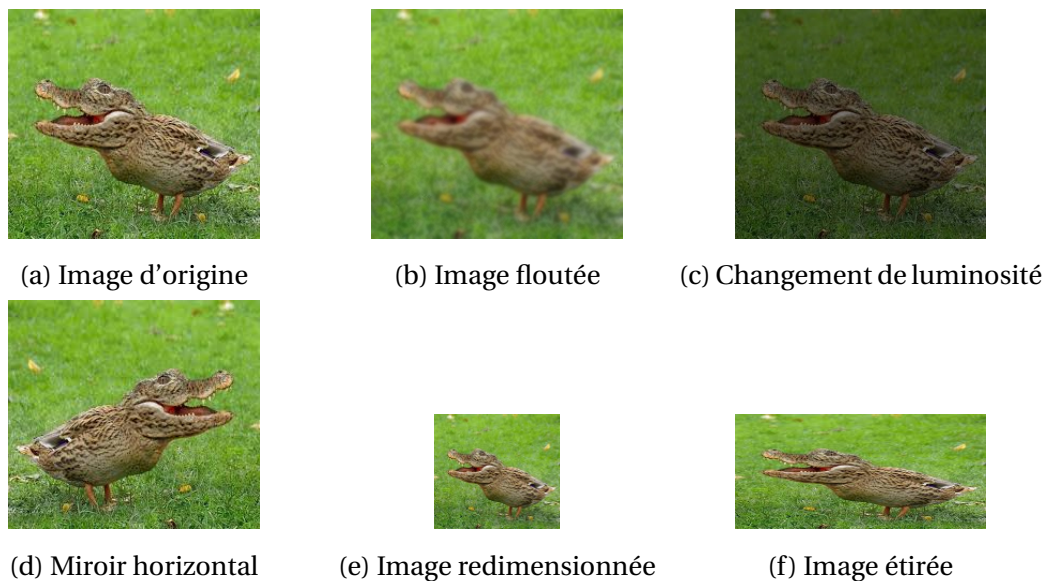 (a) Image d'origine
(b) Image floutée
(c) Changement de luminosité
(d) Miroir horizontal
(e) Image redimensionnée
(f) Image étirée